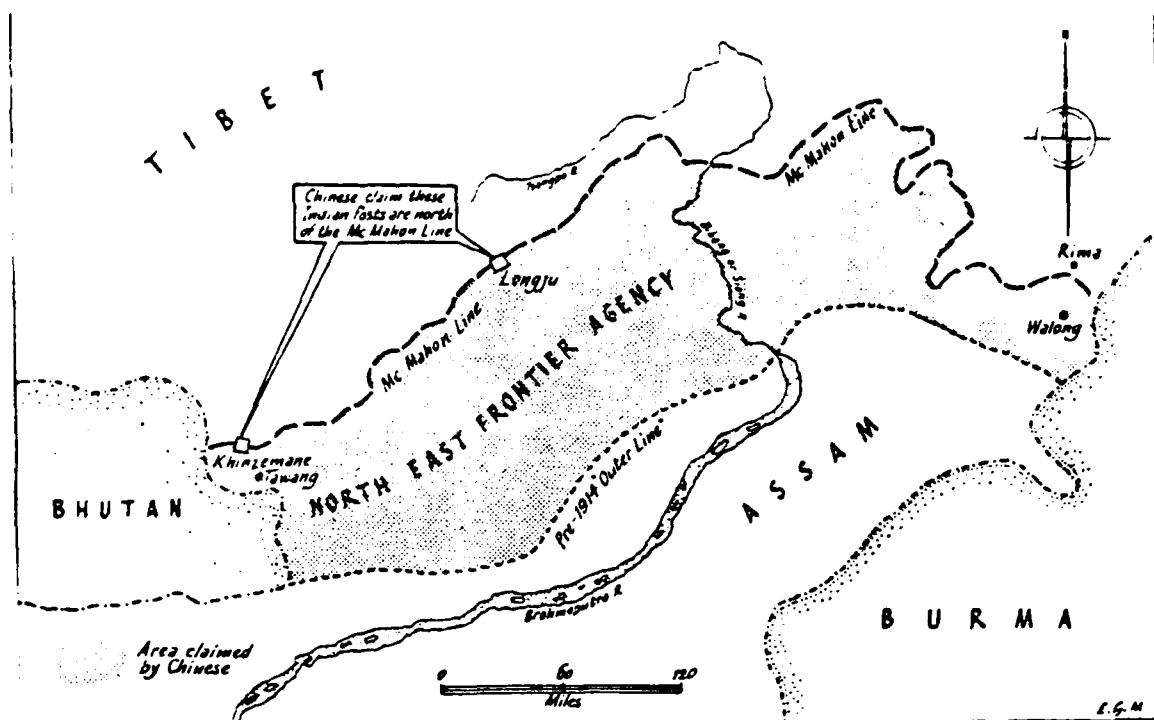 TIBET
Mc Mahon Line
Tsangpo R
Chinese claim these
Indian Posts are north
of the Mc Mahon Line
Rima
Longju
Walong
Mc Mahon Line
NORTH EAST FRONTIER AGENCY
Khinzemane
Tawang
BHUTAN
Pre-1914 "Outer Line"
ASSAM
Brahmaputra R
BURMA
Area claimed
by Chinese
0 60 120
Miles
E.G.M